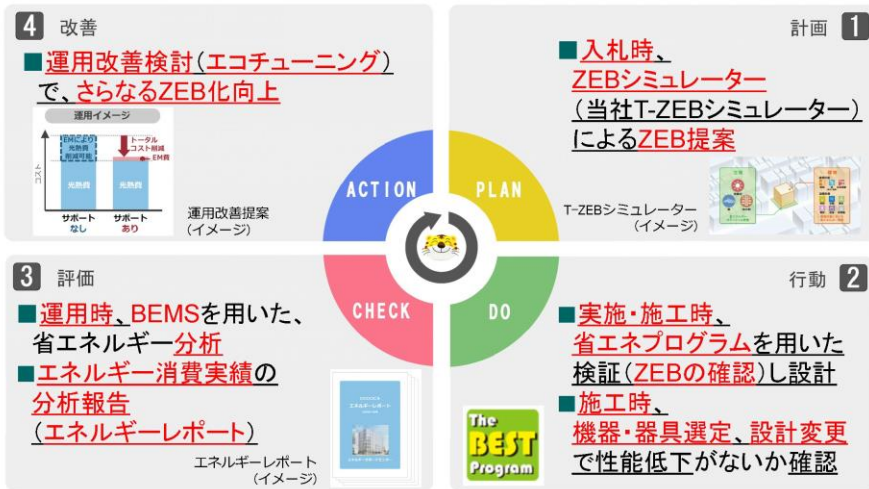 4 改善
■運用改善検討(エコチューニング)
で、さらなるZEB化向上
運用イメージ
コスト
EMにより
光熱費
削減可能
トータル
コスト削減
EM費
光熱費
光熱費
サポート
なし
サポート
あり
運用改善提案
(イメージ)
計画 1
■入札時、
ZEBシミュレーター
(当社T-ZEBシミュレーター)
によるZEB提案
T-ZEBシミュレーター
(イメージ)
ACTION
PLAN
CHECK
DO
3 評価
■運用時、BEMSを用いた、
省エネルギー分析
■エネルギー消費実績の
分析報告
(エネルギーレポート)
エネルギーレポート
エネルギーレポート
(イメージ)
行動 2
■実施・施工時、
省エネプログラムを用いた
検証(ZEBの確認)し設計
■施工時、
機器・器具選定、設計変更
で性能低下がないか確認
The
BEST
Program